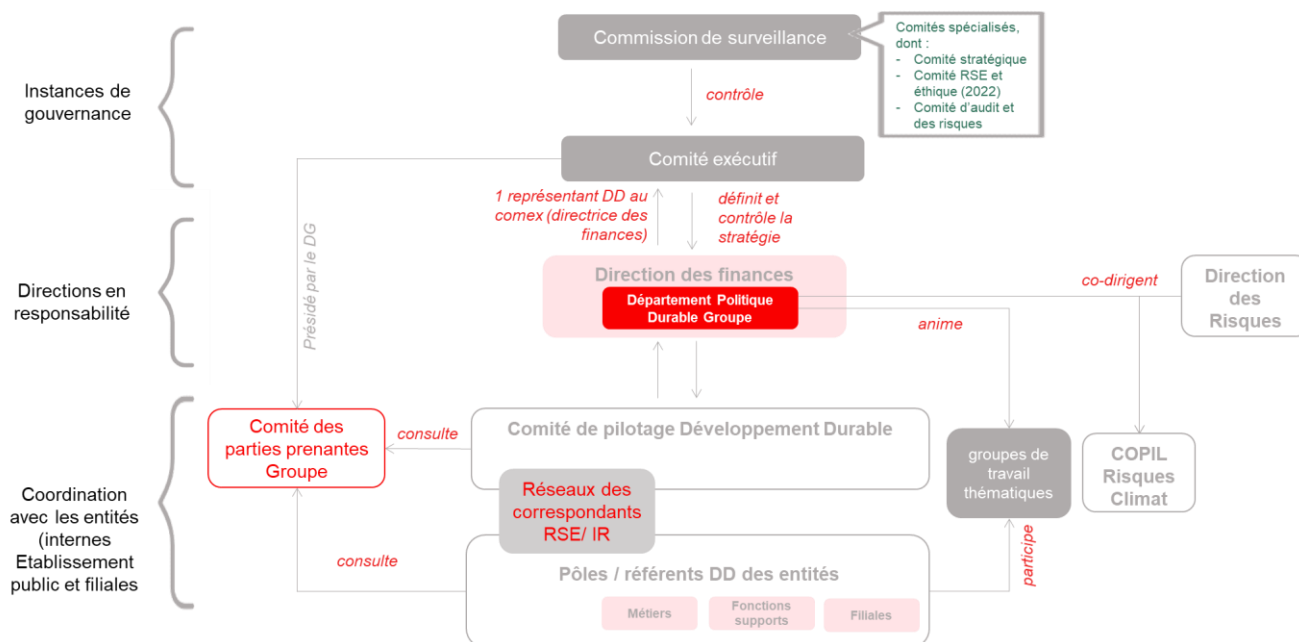 Commission de surveillance
Comités spécialisés,
dont :
- Comité stratégique
- Comité RSE et
éthique (2022)
- Comité d'audit et
des risques
Instances de
gouvernance
contrôle
Comité exécutif
1 représentant DD au
comex (directrice des
finances)
définit et
contrôle la
stratégie
Présidé par le DG
Directions en
responsabilité
Direction des finances
Département Politique
Durable Groupe
co-dirigent
anime
Direction
des
Risques
Comité des
parties prenantes
Groupe
consulte
Comité de pilotage Développement Durable
groupes de
travail
thématiques
COPIL
Risques
Climat
Réseaux des
correspondants
RSE/ IR
Coordination
avec les entités
(internes
Etablissement
public et filiales
consulte
Pôles / référents DD des entités
Métiers
Fonctions
supports
Filiales
participe